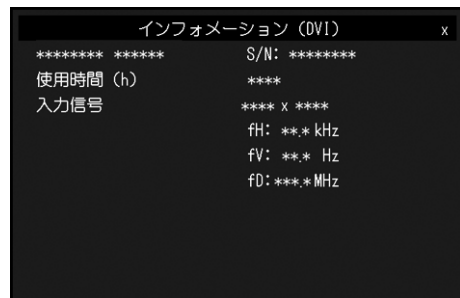 インフォメーション (DVI) x
******** ****** S/N: ********
使用時間 (h) ****
入力信号 **** x ****
fH: **.* kHz
fV: **.* Hz
fD: ***.* MHz